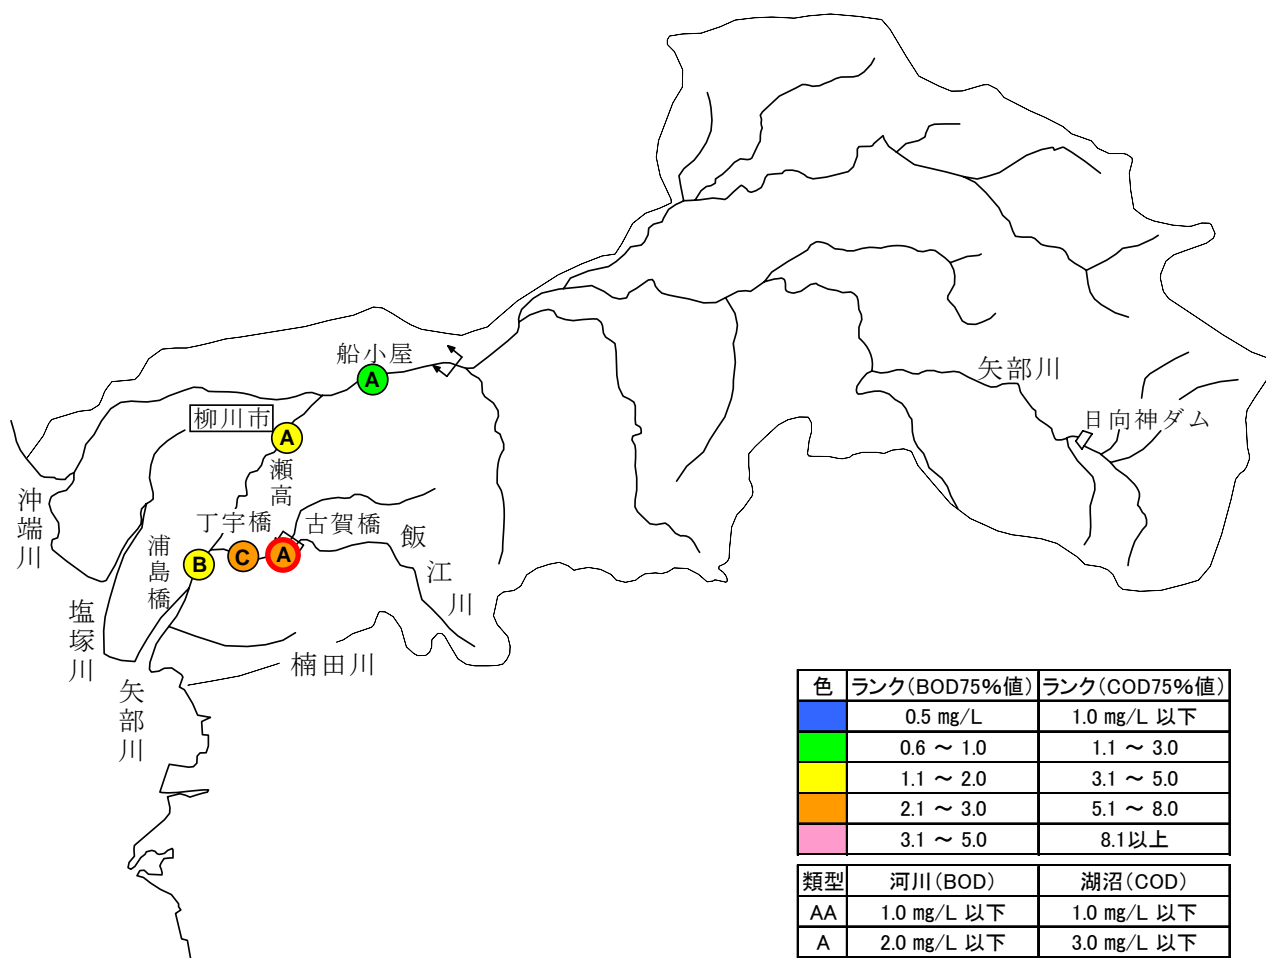 船小屋
A
矢部川
柳川市
日向神ダム
A
瀬高
沖端川
丁字橋
古賀橋
飯江川
浦島橋
B
C
A
塩塚川
楠田川
矢部川
色 ランク(BOD75%値) ランク(COD75%値)
0.5 ㎎/L 1.0 ㎎/L 以下
0.6 ~ 1.0 1.1 ~ 3.0
1.1 ~ 2.0 3.1 ~ 5.0
2.1 ~ 3.0 5.1 ~ 8.0
3.1 ~ 5.0 8.1以上
類型 河川(BOD) 湖沼(COD)
AA 1.0 ㎎/L 以下 1.0 ㎎/L 以下
A 2.0 ㎎/L 以下 3.0 ㎎/L 以下